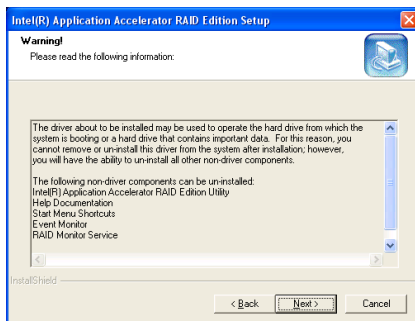 Intel(R) Application Accelerator RAID Edition Setup
Warning!
Please read the following information:
The driver about to be installed may be used to operate the hard drive from which the
system is booting or a hard drive that contains important data. For this reason, you
cannot remove or un-install this driver from the system after installation; however,
you will have the ability to un-install all other non-driver components.
The following non-driver components can be un-installed:
Intel(R) Application Accelerator RAID Edition Utility
Help Documentation
Start Menu Shortcuts
Event Monitor
RAID Monitor Service
InstallShield
< Back
Next >
Cancel